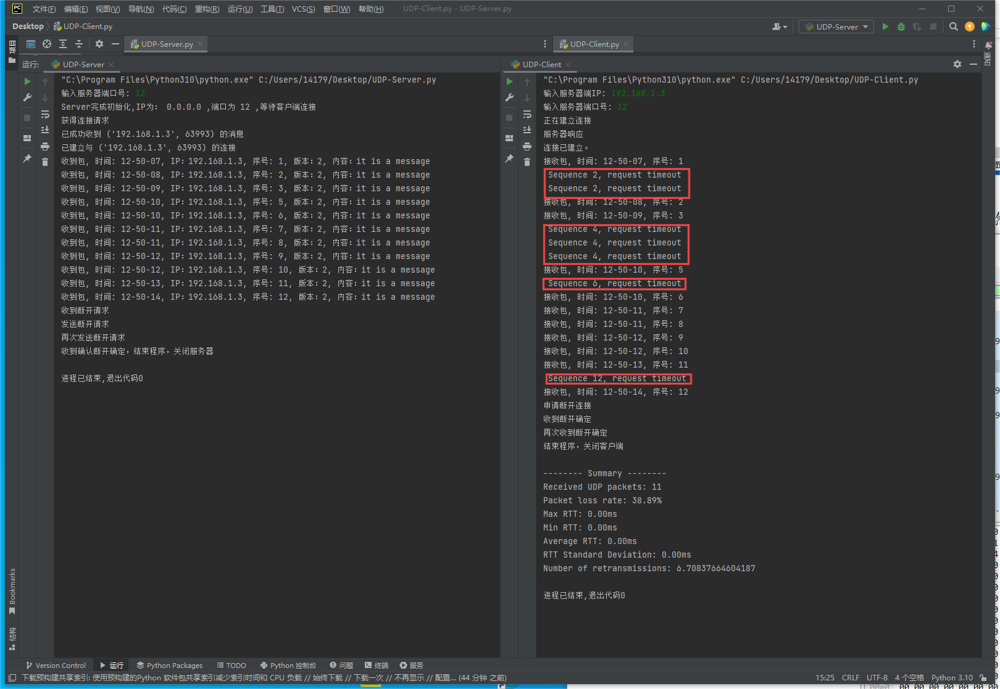 PC 文件(F) 编辑(E) 视图(V) 导航(N) 代码(C) 重构(R) 运行(U) 工具(T) VCS(S) 窗口(W) 帮助(H) UDP-Client.py - UDP-Server.py
Desktop UDP-Client.py UDP-Server
项目 UDP-Server.py UDP-Client.py 通知
运行: UDP-Server
"C:\Program Files\Python310\python.exe" C:/Users/14179/Desktop/UDP-Server.py
输入服务器端口号: 12
Server完成初始化,IP为: 0.0.0.0 ,端口为 12 ,等待客户端连接
获得连接请求
已成功收到 ('192.168.1.3', 63993) 的消息
已建立与 ('192.168.1.3', 63993) 的连接
收到包, 时间: 12-50-07, IP: 192.168.1.3, 序号: 1, 版本: 2, 内容: it is a message
收到包, 时间: 12-50-08, IP: 192.168.1.3, 序号: 2, 版本: 2, 内容: it is a message
收到包, 时间: 12-50-09, IP: 192.168.1.3, 序号: 3, 版本: 2, 内容: it is a message
收到包, 时间: 12-50-10, IP: 192.168.1.3, 序号: 5, 版本: 2, 内容: it is a message
收到包, 时间: 12-50-10, IP: 192.168.1.3, 序号: 6, 版本: 2, 内容: it is a message
收到包, 时间: 12-50-11, IP: 192.168.1.3, 序号: 7, 版本: 2, 内容: it is a message
收到包, 时间: 12-50-11, IP: 192.168.1.3, 序号: 8, 版本: 2, 内容: it is a message
收到包, 时间: 12-50-12, IP: 192.168.1.3, 序号: 9, 版本: 2, 内容: it is a message
收到包, 时间: 12-50-12, IP: 192.168.1.3, 序号: 10, 版本: 2, 内容: it is a message
收到包, 时间: 12-50-13, IP: 192.168.1.3, 序号: 11, 版本: 2, 内容: it is a message
收到包, 时间: 12-50-14, IP: 192.168.1.3, 序号: 12, 版本: 2, 内容: it is a message
收到断开请求
发送断开请求
再次发送断开请求
收到确认断开确定，结束程序，关闭服务器
进程已结束,退出代码0
UDP-Client
"C:\Program Files\Python310\python.exe" C:/Users/14179/Desktop/UDP-Client.py
输入服务器端IP: 192.168.1.3
输入服务器端口号: 12
正在建立连接
服务器响应
连接已建立。
接收包, 时间: 12-50-07, 序号: 1
Sequence 2, request timeout
Sequence 2, request timeout
接收包, 时间: 12-50-08, 序号: 2
接收包, 时间: 12-50-09, 序号: 3
Sequence 4, request timeout
Sequence 4, request timeout
Sequence 4, request timeout
接收包, 时间: 12-50-10, 序号: 5
Sequence 6, request timeout
接收包, 时间: 12-50-10, 序号: 6
接收包, 时间: 12-50-11, 序号: 7
接收包, 时间: 12-50-11, 序号: 8
接收包, 时间: 12-50-12, 序号: 9
接收包, 时间: 12-50-12, 序号: 10
接收包, 时间: 12-50-13, 序号: 11
Sequence 12, request timeout
接收包, 时间: 12-50-14, 序号: 12
申请断开连接
收到断开确定
再次收到断开确定
结束程序，关闭客户端
-------- Summary --------
Received UDP packets: 11
Packet loss rate: 38.89%
Max RTT: 0.00ms
Min RTT: 0.00ms
Average RTT: 0.00ms
RTT Standard Deviation: 0.00ms
Number of retransmissions: 6.70837664604187
进程已结束,退出代码0
Bookmarks
结构
Version Control 运行 Python Packages TODO Python 控制台 问题 终端 服务
下载预构建共享索引: 使用预构建的Python 软件包共享索引减少索引时间和 CPU 负载 // 始终下载 // 下载一次 // 不再显示 // 配置... (44 分钟 之前) 15:25 CRLF UTF-8 4 个空格 Python 3.10